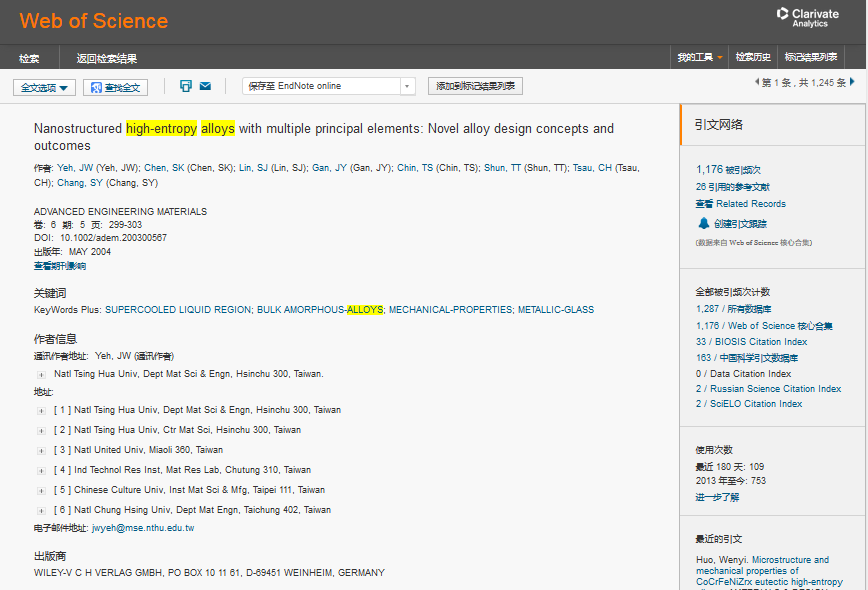 Web of Science
Clarivate
Analytics
检索
返回检索结果
我的工具
检索历史
标记结果列表
全文选项
查找全文
保存至 EndNote online
添加到标记结果列表
第 1 条 , 共 1,245 条
Nanostructured high-entropy alloys with multiple principal elements: Novel alloy design concepts and
outcomes
作者: Yeh, JW (Yeh, JW); Chen, SK (Chen, SK); Lin, SJ (Lin, SJ); Gan, JY (Gan, JY); Chin, TS (Chin, TS); Shun, TT (Shun, TT); Tsau, CH (Tsau,
CH); Chang, SY (Chang, SY)
ADVANCED ENGINEERING MATERIALS
卷: 6 期: 5 页: 299-303
DOI: 10.1002/adem.200300567
出版年: MAY 2004
查看期刊影响
关键词
KeyWords Plus: SUPERCOOLED LIQUID REGION; BULK AMORPHOUS-ALLOYS; MECHANICAL-PROPERTIES; METALLIC-GLASS
作者信息
通讯作者地址: Yeh, JW (通讯作者)
Natl Tsing Hua Univ, Dept Mat Sci & Engn, Hsinchu 300, Taiwan.
地址:
[ 1 ] Natl Tsing Hua Univ, Dept Mat Sci & Engn, Hsinchu 300, Taiwan
[ 2 ] Natl Tsing Hua Univ, Ctr Mat Sci, Hsinchu 300, Taiwan
[ 3 ] Natl United Univ, Miaoli 360, Taiwan
[ 4 ] Ind Technol Res Inst, Mat Res Lab, Chutung 310, Taiwan
[ 5 ] Chinese Culture Univ, Inst Mat Sci & Mfg, Taipei 111, Taiwan
[ 6 ] Natl Chung Hsing Univ, Dept Mat Engn, Taichung 402, Taiwan
电子邮件地址: jwyeh@mse.nthu.edu.tw
出版商
WILEY-V C H VERLAG GMBH, PO BOX 10 11 61, D-69451 WEINHEIM, GERMANY
引文网络
1,176 被引频次
26 引用的参考文献
查看 Related Records
创建引文跟踪
(数据来自 Web of Science 核心合集)
全部被引频次计数
1,287 / 所有数据库
1,176 / Web of Science 核心合集
33 / BIOSIS Citation Index
163 / 中国科学引文数据库
0 / Data Citation Index
2 / Russian Science Citation Index
2 / SciELO Citation Index
使用次数
最近 180 天: 109
2013 年至今: 753
进一步了解
最近的引文
Huo, Wenyi. Microstructure and
mechanical properties of
CoCrFeNiZrx eutectic high-entropy